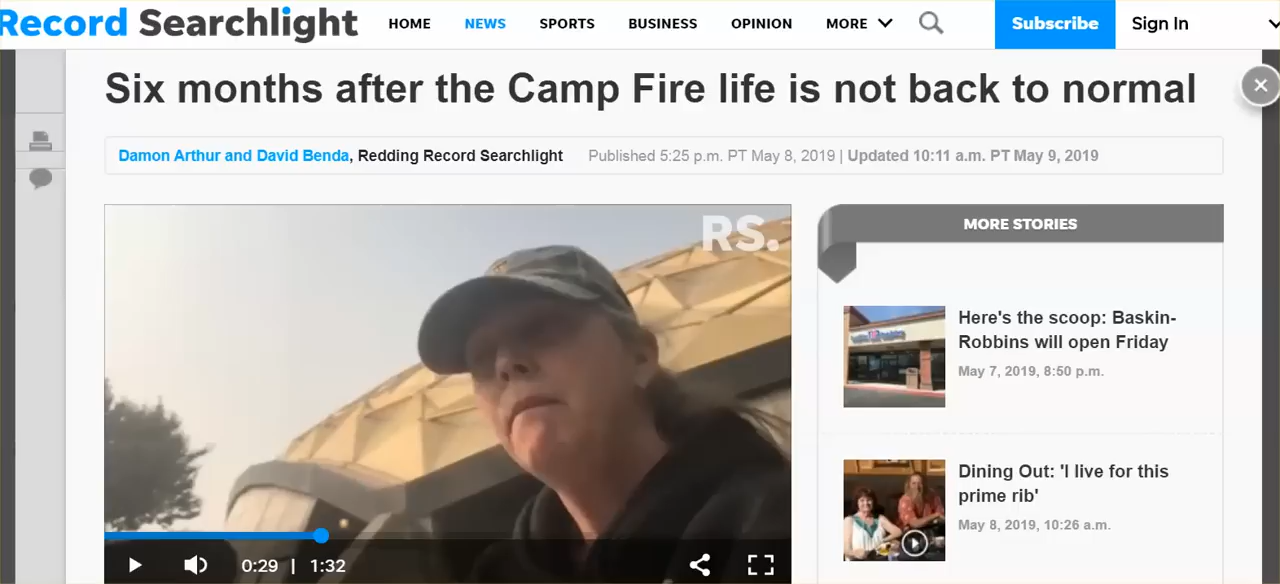 Record Searchlight
HOME NEWS SPORTS BUSINESS OPINION MORE Subscribe Sign In
Six months after the Camp Fire life is not back to normal
Damon Arthur and David Benda, Redding Record Searchlight Published 5:25 p.m. PT May 8, 2019 | Updated 10:11 a.m. PT May 9, 2019
RS.
0:29 | 1:32
MORE STORIES
Here's the scoop: Baskin-
Robbins will open Friday
May 7, 2019, 8:50 p.m.
Dining Out: 'I live for this
prime rib'
May 8, 2019, 10:26 a.m.